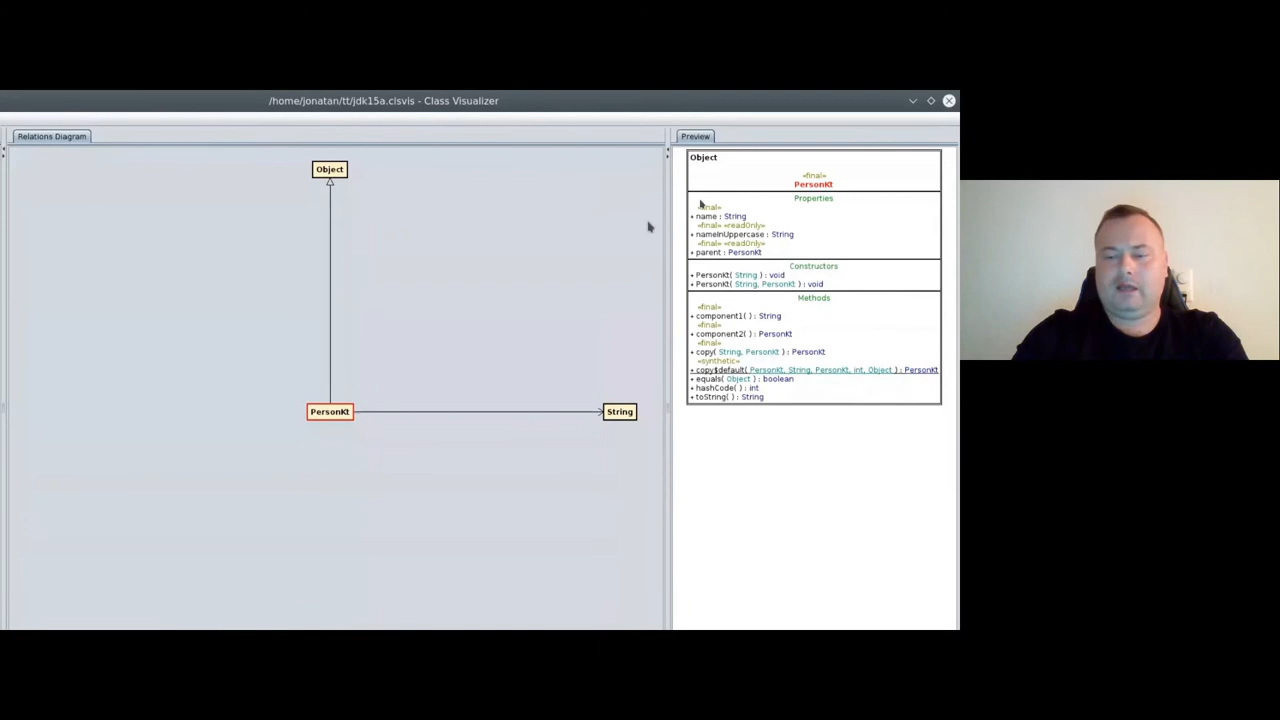 /home/jonatan/tt/jdk15a.clsvis - Class Visualizer
Relations Diagram
Preview
Object
PersonKt
String
Object
«final»
PersonKt
Properties
«final»
+ name : String
«final» «readOnly»
+ nameInUppercase : String
«final» «readOnly»
+ parent : PersonKt
Constructors
+ PersonKt( String ) : void
+ PersonKt( String, PersonKt ) : void
Methods
«final»
+ component1( ) : String
«final»
+ component2( ) : PersonKt
«final»
+ copy( String, PersonKt ) : PersonKt
«synthetic»
+ copy$default( PersonKt, String, PersonKt, int, Object ) : PersonKt
+ equals( Object ) : boolean
+ hashCode( ) : int
+ toString( ) : String